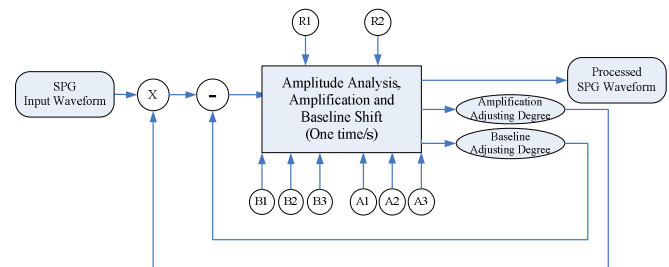 R1
R2
SPG
Input Waveform
X
-
Amplitude Analysis,
Amplification and
Baseline Shift
(One time/s)
Processed
SPG Waveform
Amplification
Adjusting Degree
Baseline
Adjusting Degree
B1
B2
B3
A1
A2
A3